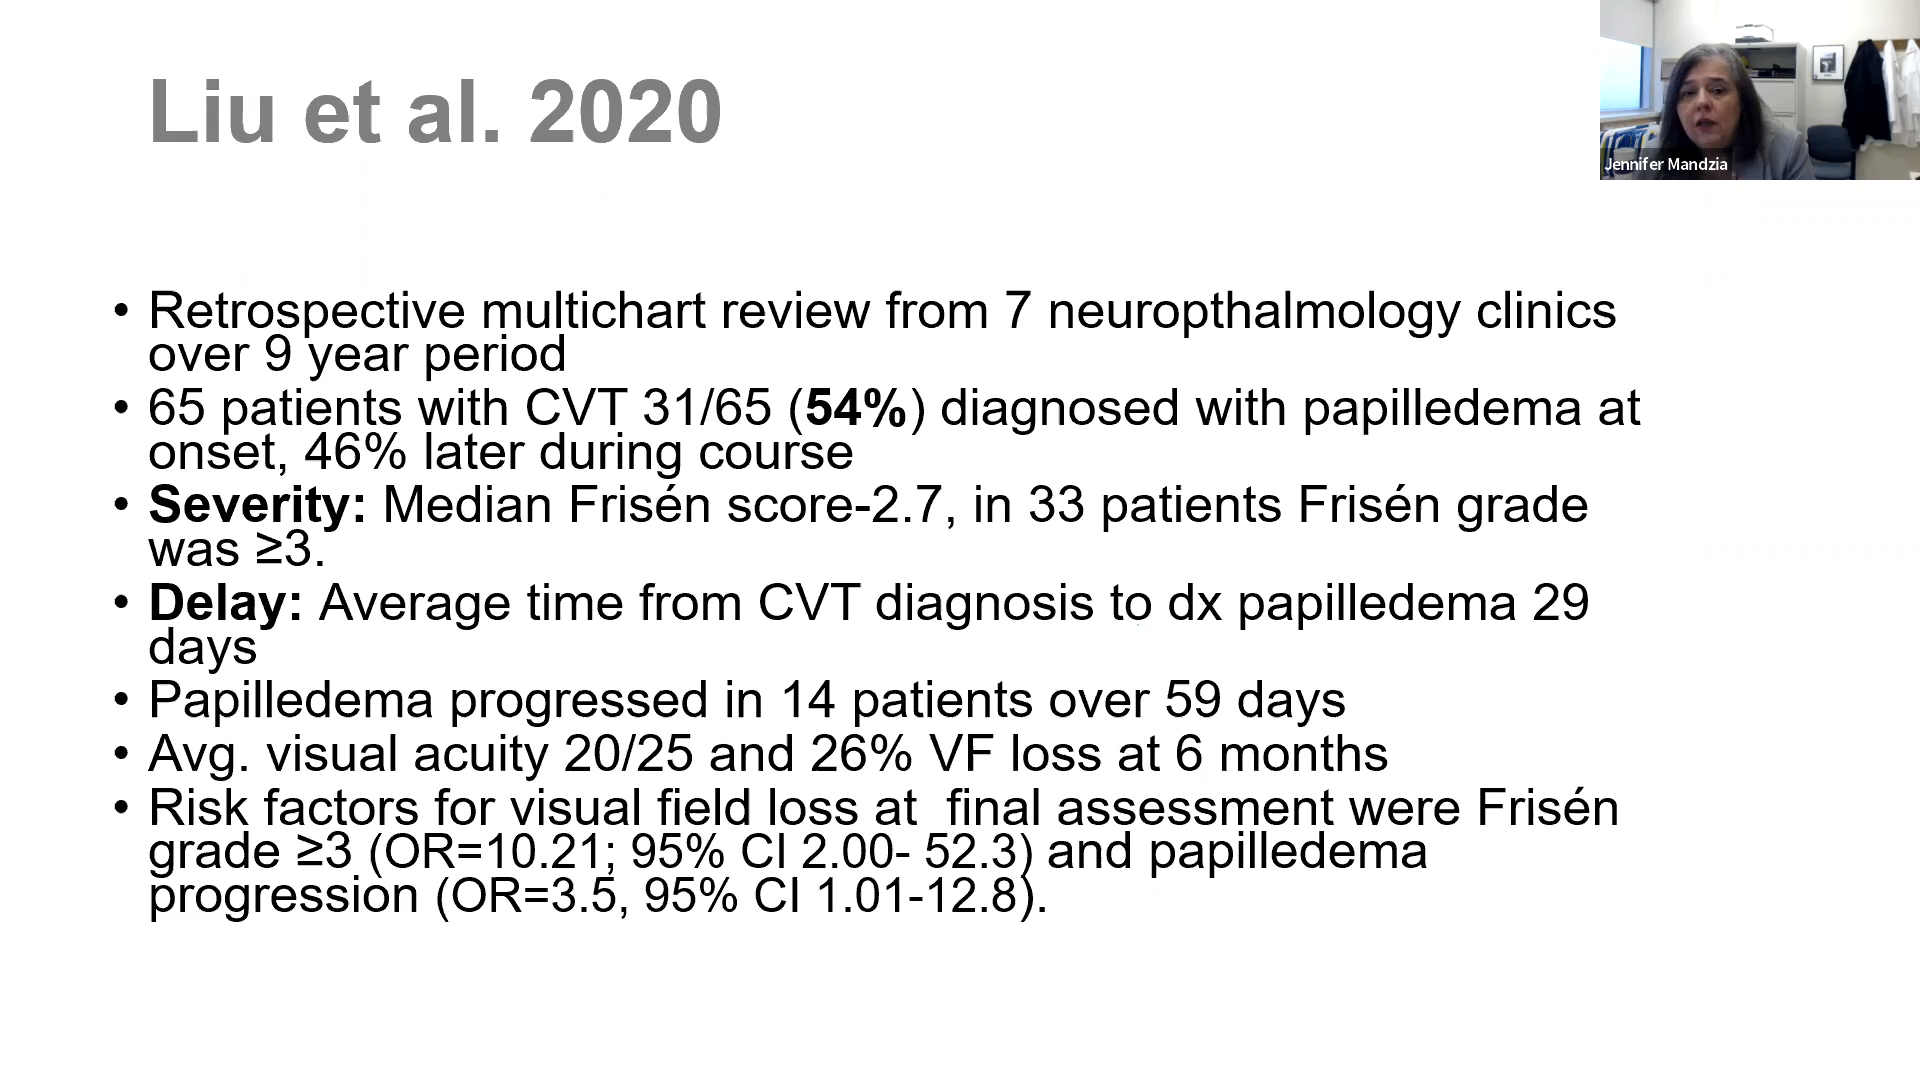 Liu et al. 2020
Jennifer Mandzia
• Retrospective multichart review from 7 neuropthalmology clinics
over 9 year period
• 65 patients with CVT 31/65 (54%) diagnosed with papilledema at
onset, 46% later during course
• Severity: Median Frisén score-2.7, in 33 patients Frisén grade
was ≥3.
• Delay: Average time from CVT diagnosis to dx papilledema 29
days
• Papilledema progressed in 14 patients over 59 days
• Avg. visual acuity 20/25 and 26% VF loss at 6 months
• Risk factors for visual field loss at  final assessment were Frisén
grade ≥3 (OR=10.21; 95% CI 2.00- 52.3) and papilledema
progression (OR=3.5, 95% CI 1.01-12.8).